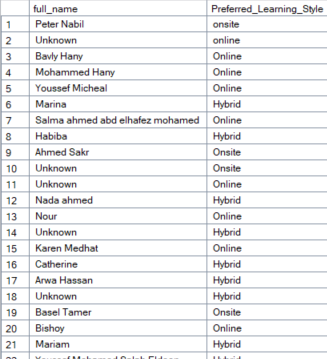 full_name Preferred_Learning_Style
1 Peter Nabil onsite
2 Unknown online
3 Bavly Hany Online
4 Mohammed Hany Online
5 Youssef Micheal Online
6 Marina Hybrid
7 Salma ahmed abd elhafez mohamed Online
8 Habiba Hybrid
9 Ahmed Sakr Onsite
10 Unknown Onsite
11 Unknown Online
12 Nada ahmed Hybrid
13 Nour Online
14 Unknown Hybrid
15 Karen Medhat Online
16 Catherine Hybrid
17 Arwa Hassan Hybrid
18 Unknown Hybrid
19 Basel Tamer Onsite
20 Bishoy Online
21 Mariam Hybrid